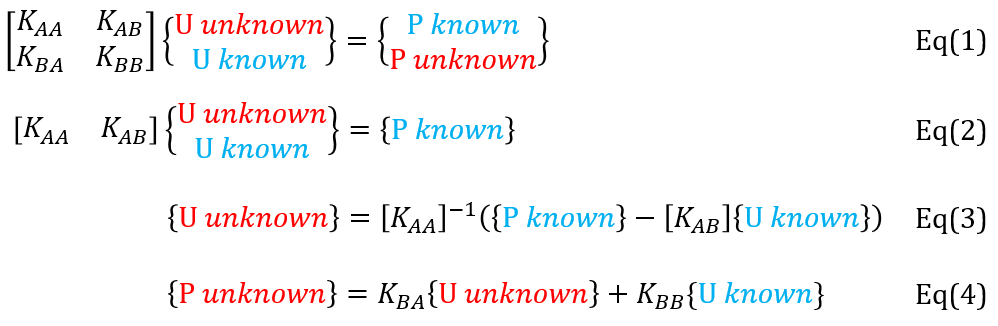 [K_AA K_AB] {U unknown} = {P known} Eq(1)
[K_BA K_BB] {U known} = {P unknown}
[K_AA K_AB] {U unknown = {P known} Eq(2)
U known}
{U unknown} = [K_AA]^−1({P known} − [K_AB]{U known}) Eq(3)
{P unknown} = K_BA{U unknown} + K_BB{U known} Eq(4)